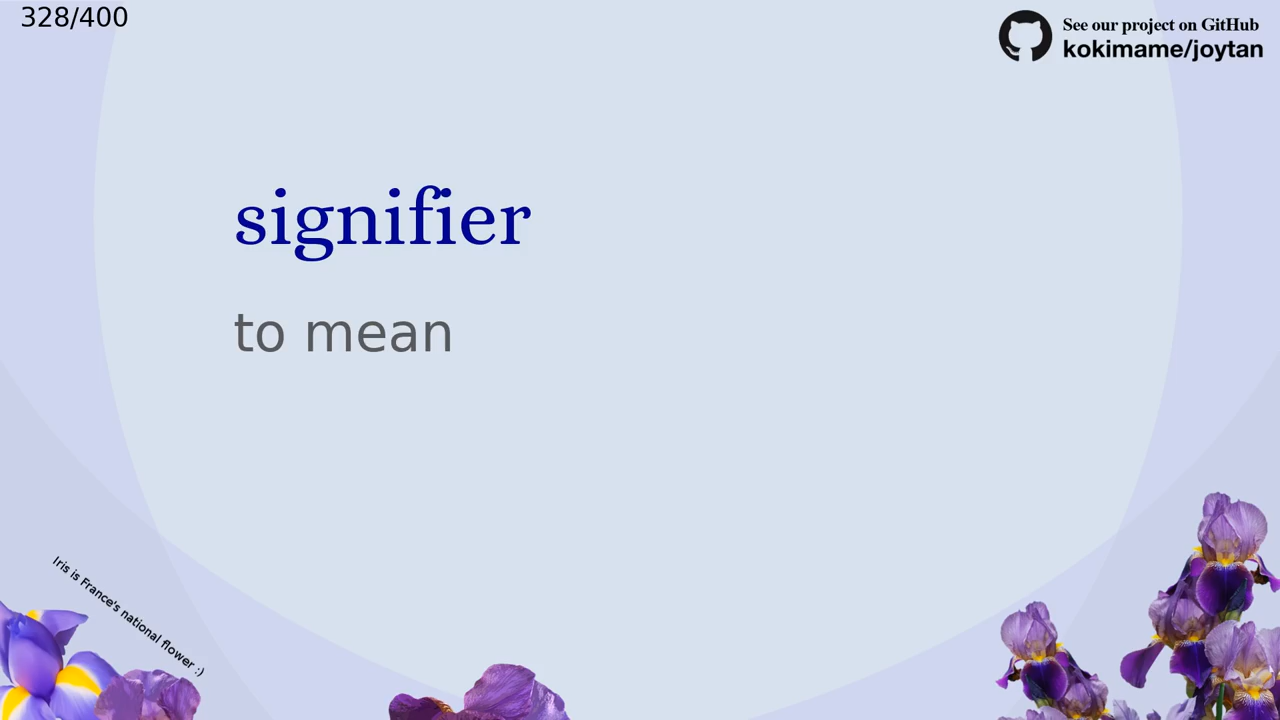 328/400
See our project on GitHub
kokimame/joytan
signifier
to mean
Iris is France's national flower :)